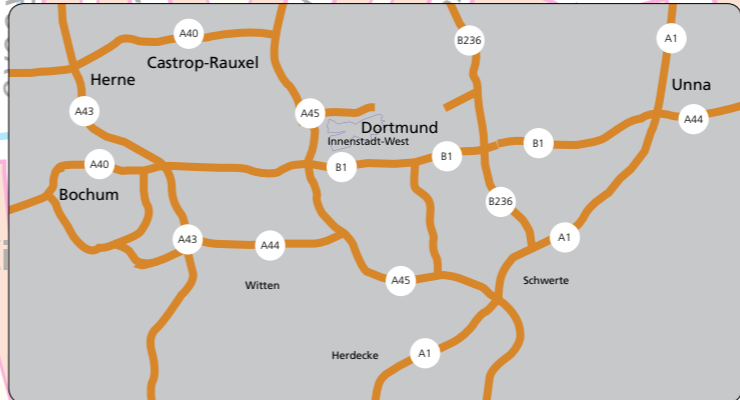 A40
B236
A1
Castrop-Rauxel
Herne
Unna
A43
A45
A44
Dortmund
Innenstadt-West
B1
B1
B1
A40
Bochum
B236
A43
A44
A1
A45
Schwerte
Witten
Herdecke
A1